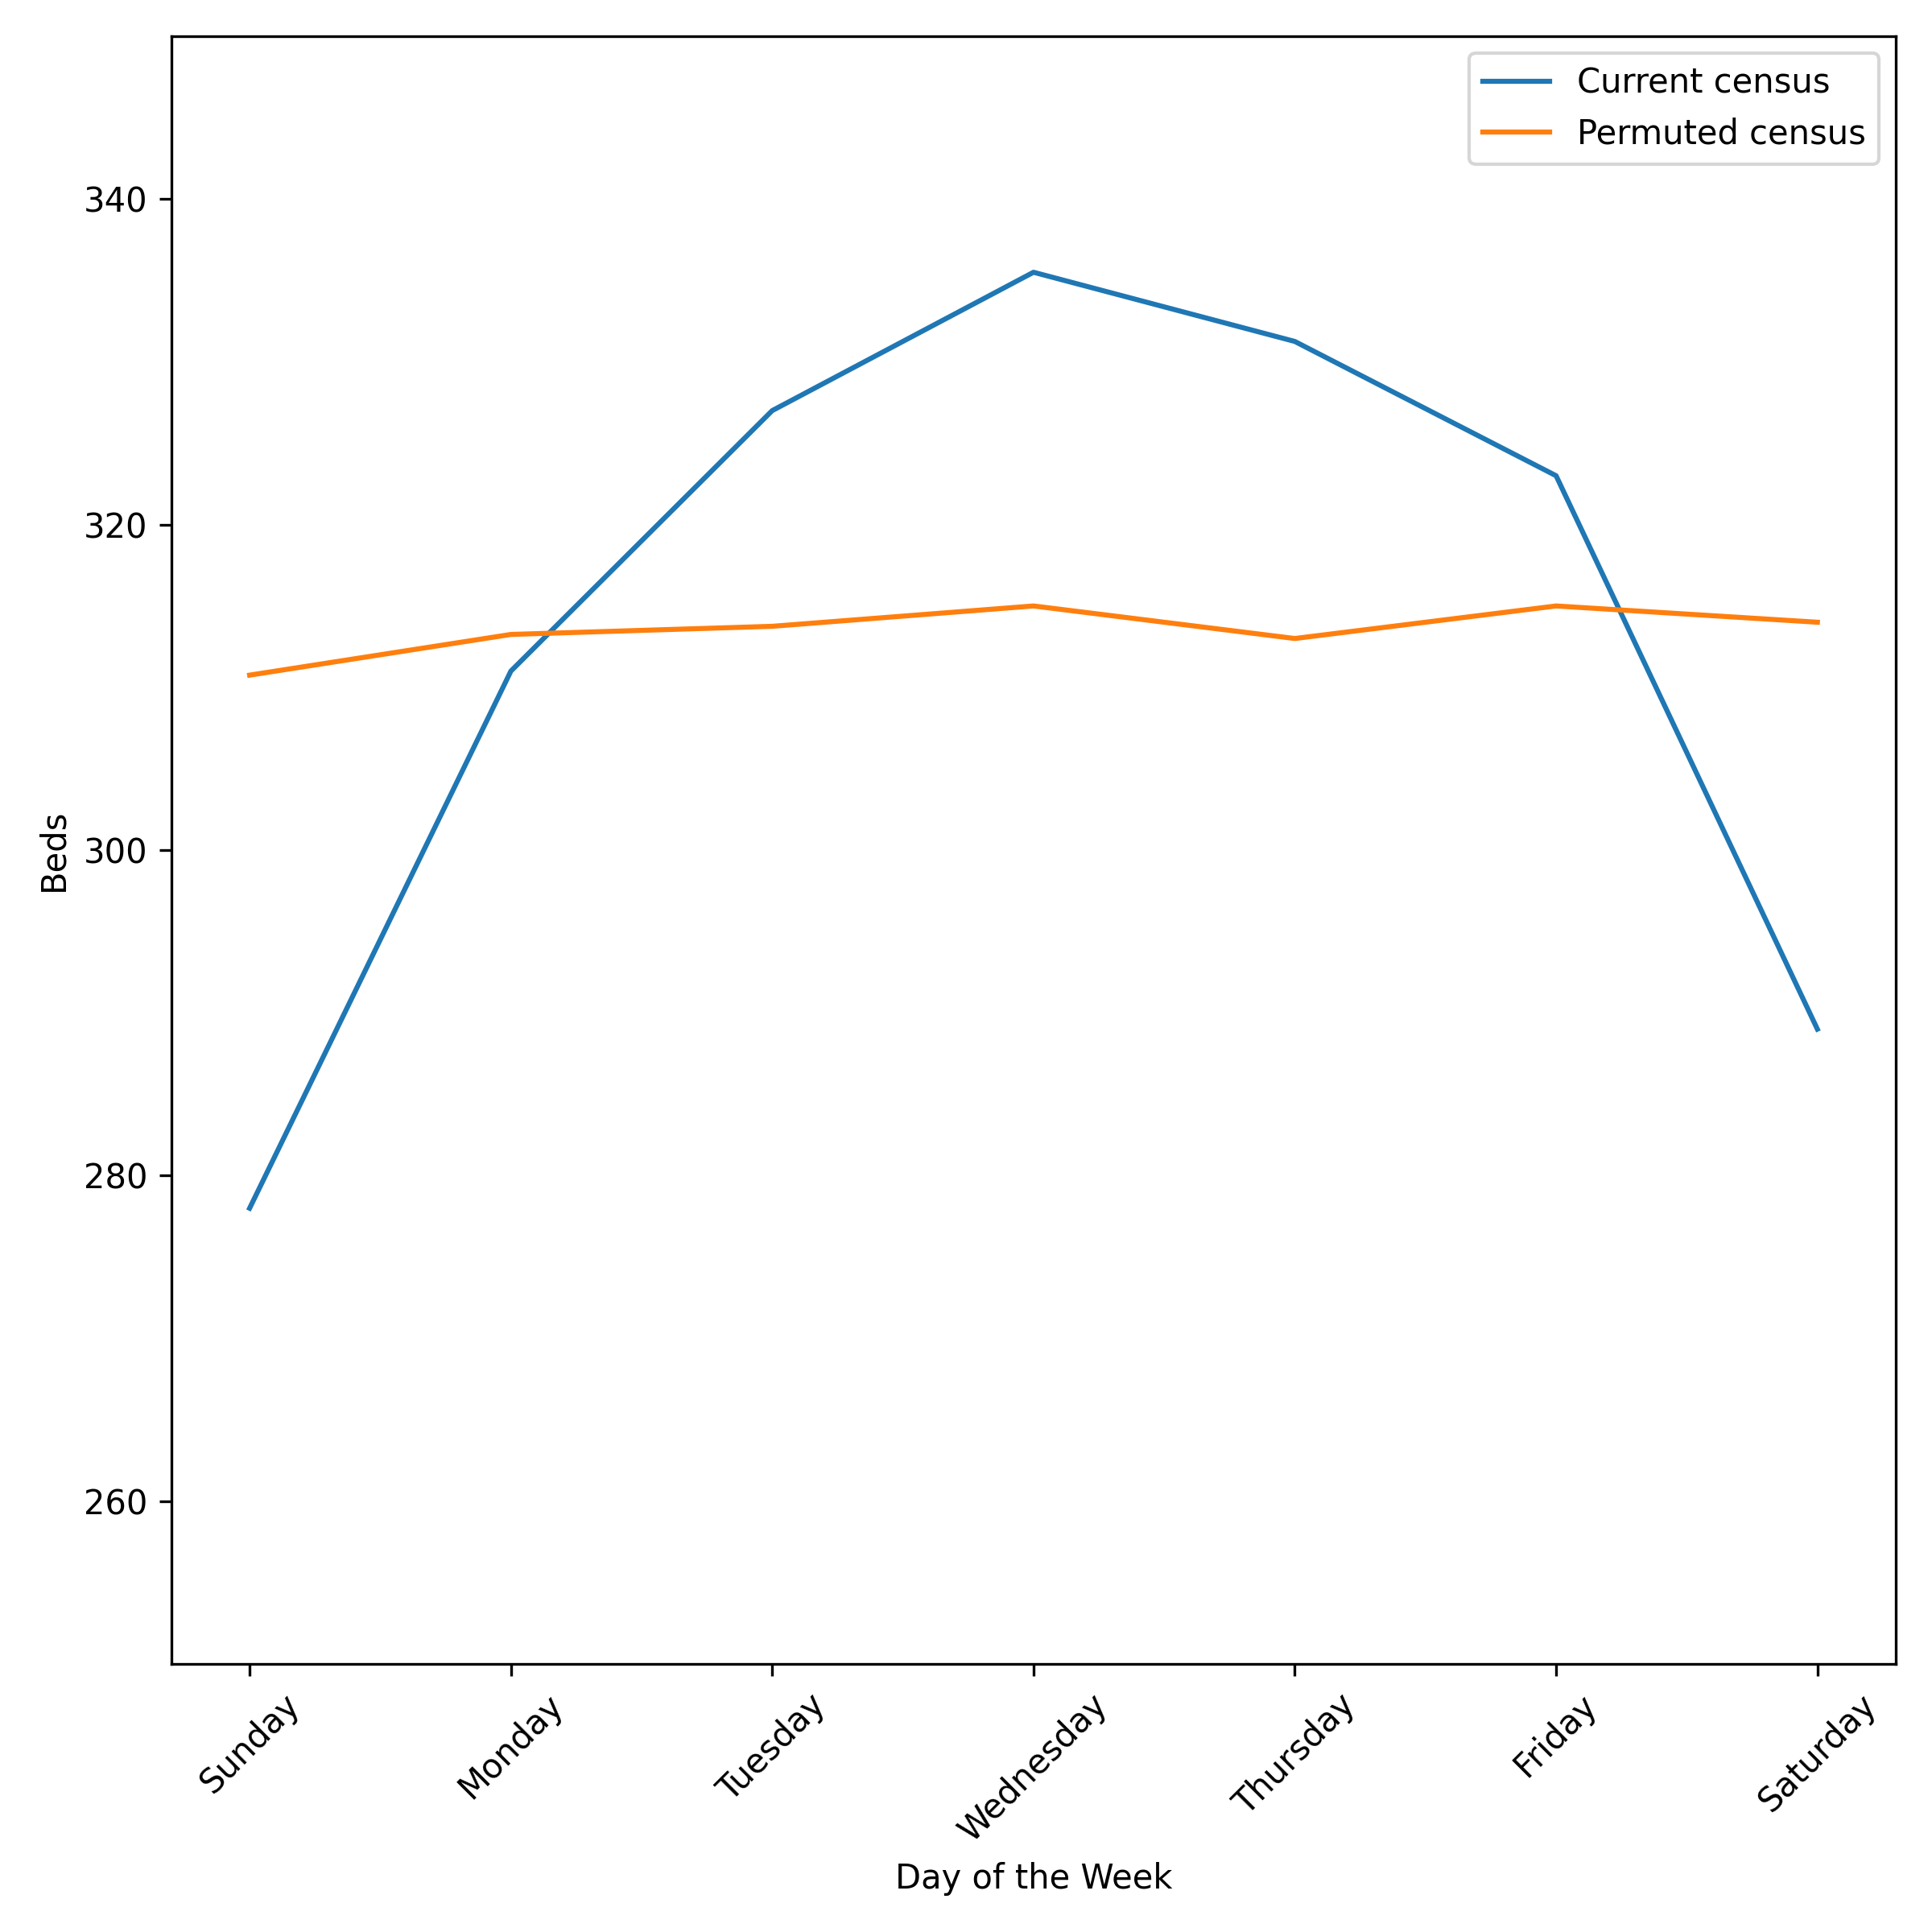 Current census
Permuted census
340
320
300
280
260
Beds
Sunday
Monday
Tuesday
Wednesday
Thursday
Friday
Saturday
Day of the Week